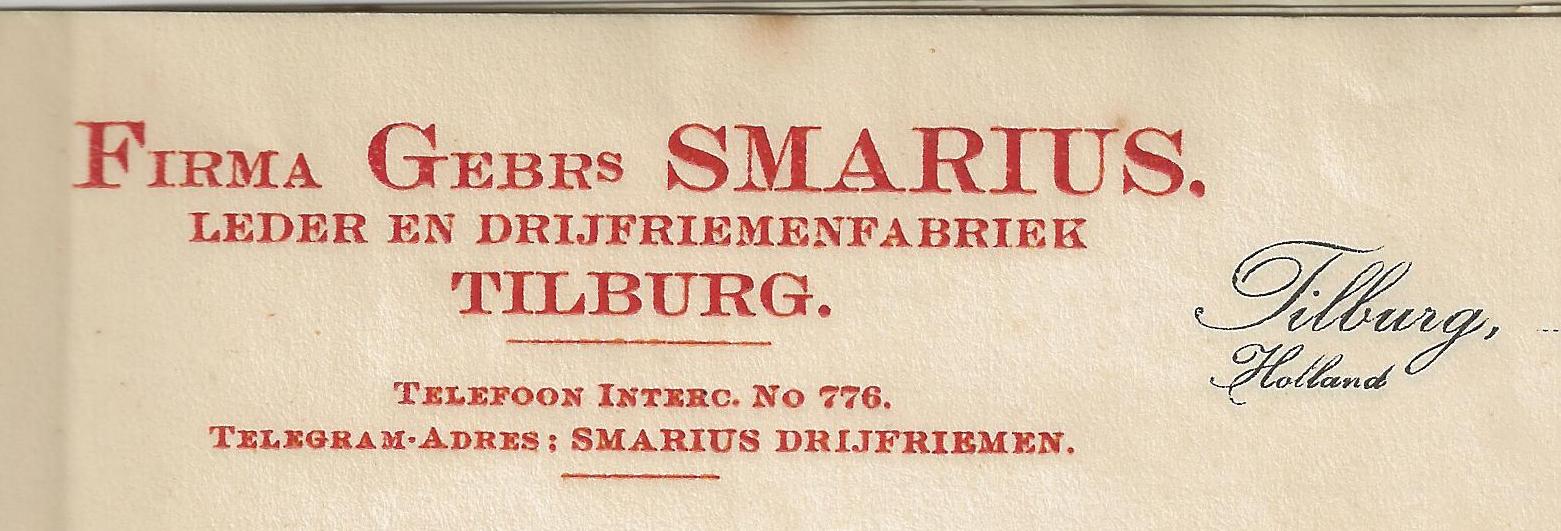 FIRMA GEBRS SMARIUS.
LEDER EN DRIJFRIEMENFABRIEK
TILBURG.
TELEFOON INTERC. NO 776.
TELEGRAM-ADRES: SMARIUS DRIJFRIEMEN.
Tilburg,
Holland